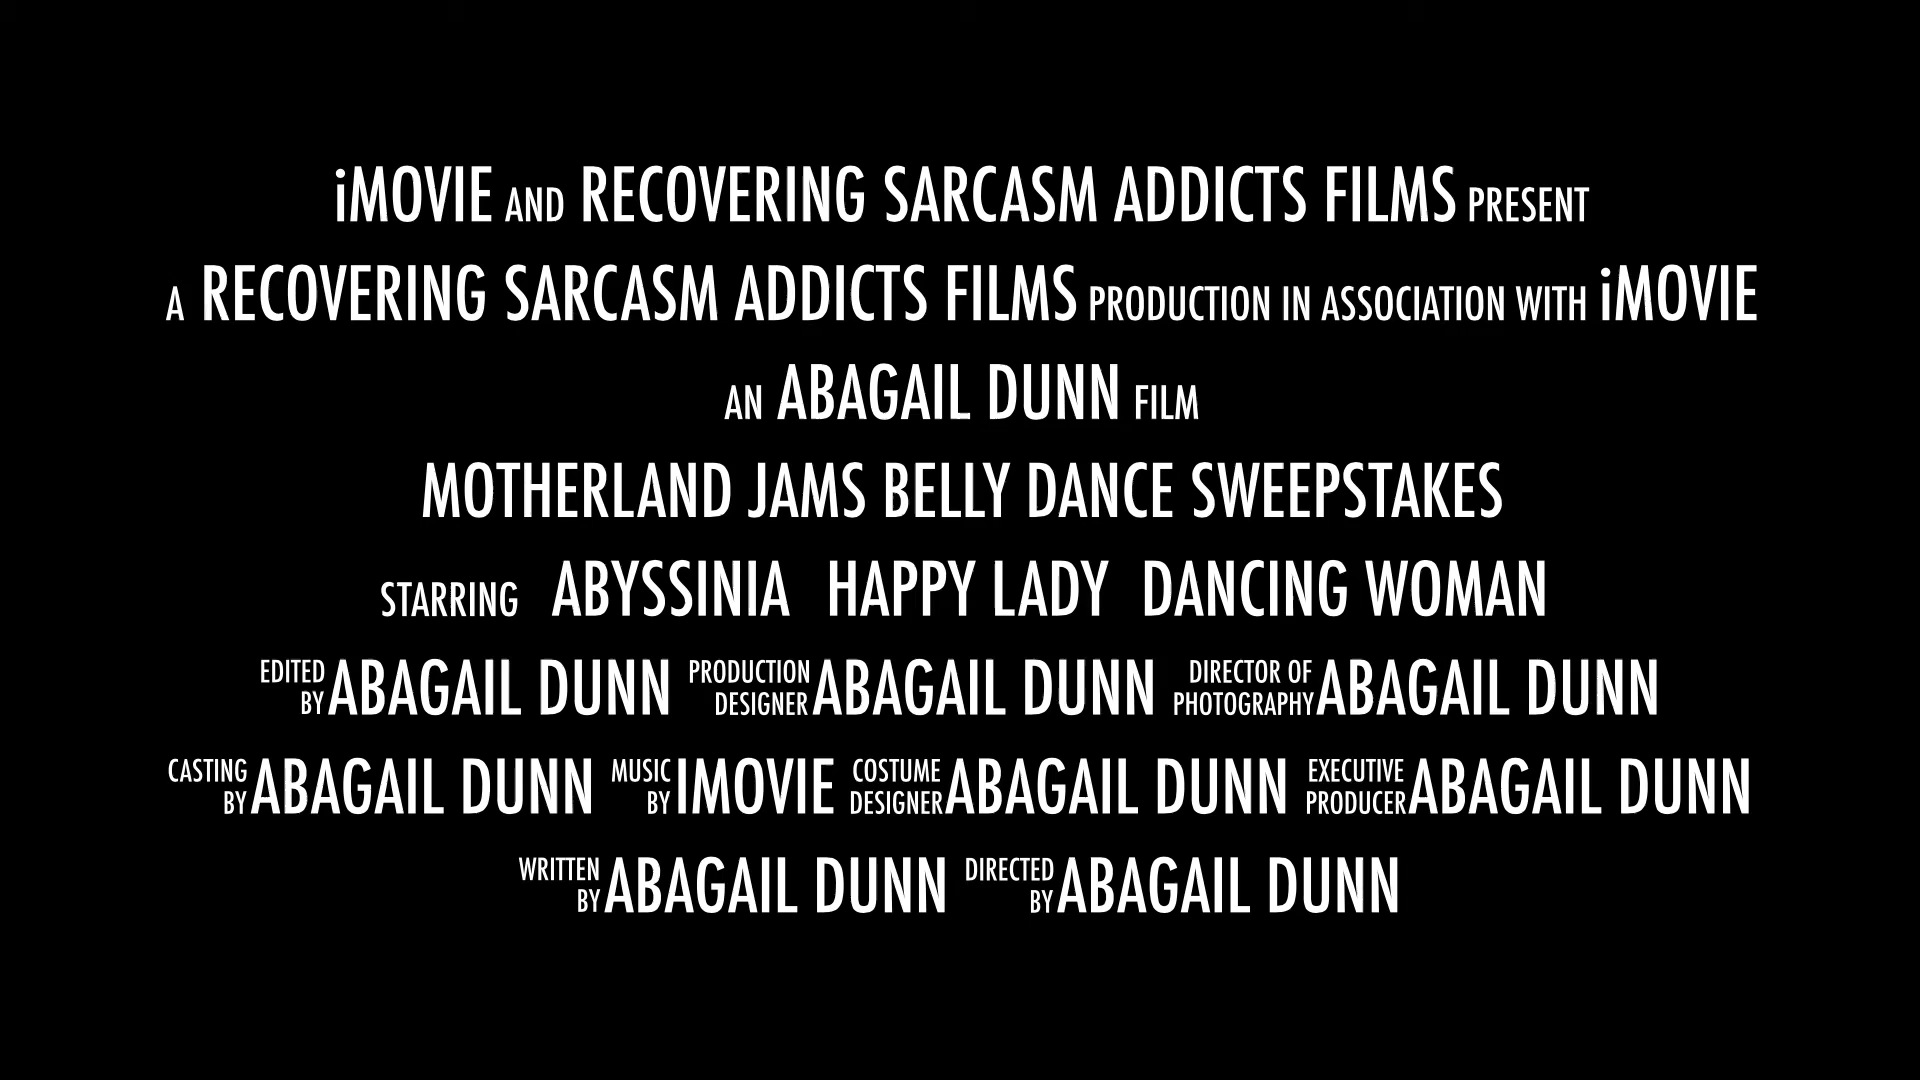 iMOVIE AND RECOVERING SARCASM ADDICTS FILMS PRESENT
A RECOVERING SARCASM ADDICTS FILMS PRODUCTION IN ASSOCIATION WITH iMOVIE
AN ABAGAIL DUNN FILM
MOTHERLAND JAMS BELLY DANCE SWEEPSTAKES
STARRING ABYSSINIA HAPPY LADY DANCING WOMAN
EDITED BY ABAGAIL DUNN PRODUCTION DESIGNER ABAGAIL DUNN DIRECTOR OF PHOTOGRAPHY ABAGAIL DUNN
CASTING BY ABAGAIL DUNN MUSIC BY IMOVIE COSTUME DESIGNER ABAGAIL DUNN EXECUTIVE PRODUCER ABAGAIL DUNN
WRITTEN BY ABAGAIL DUNN DIRECTED BY ABAGAIL DUNN